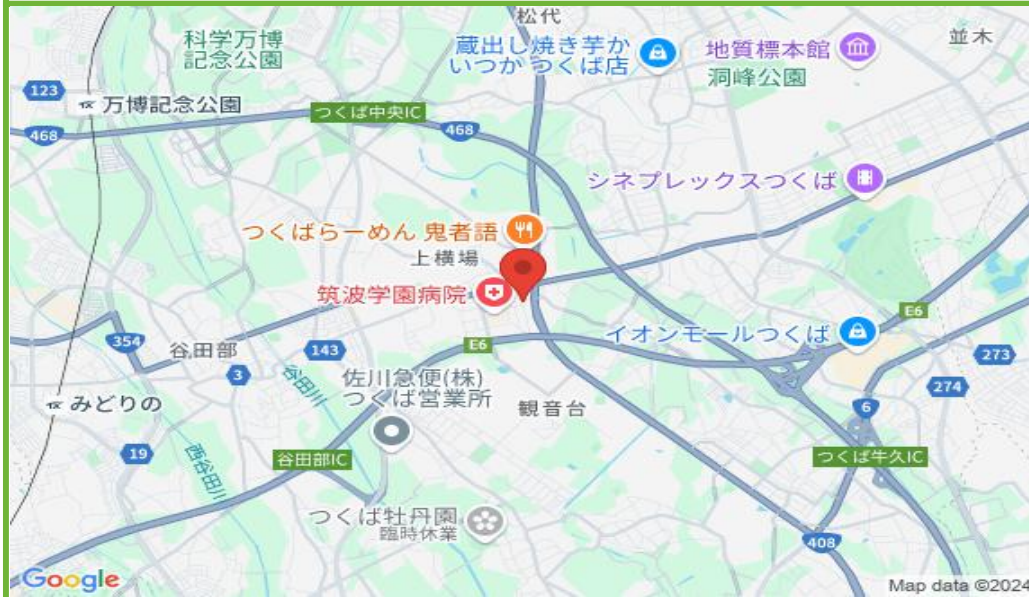 松代
科学万博
記念公園
蔵出し焼き芋か
いつか つくば店
地質標本館
洞峰公園
並木
123
万博記念公園
つくば中央IC
468
468
シネプレックスつくば
つくばらーめん 鬼者語
上横場
筑波学園病院
E6
イオンモールつくば
354
谷田部
143
E6
273
3
谷田川
佐川急便(株)
つくば営業所
観音台
274
みどりの
6
19
西谷田川
谷田部IC
つくば牛久IC
つくば牡丹園
臨時休業
408
Google
Map data ©2024